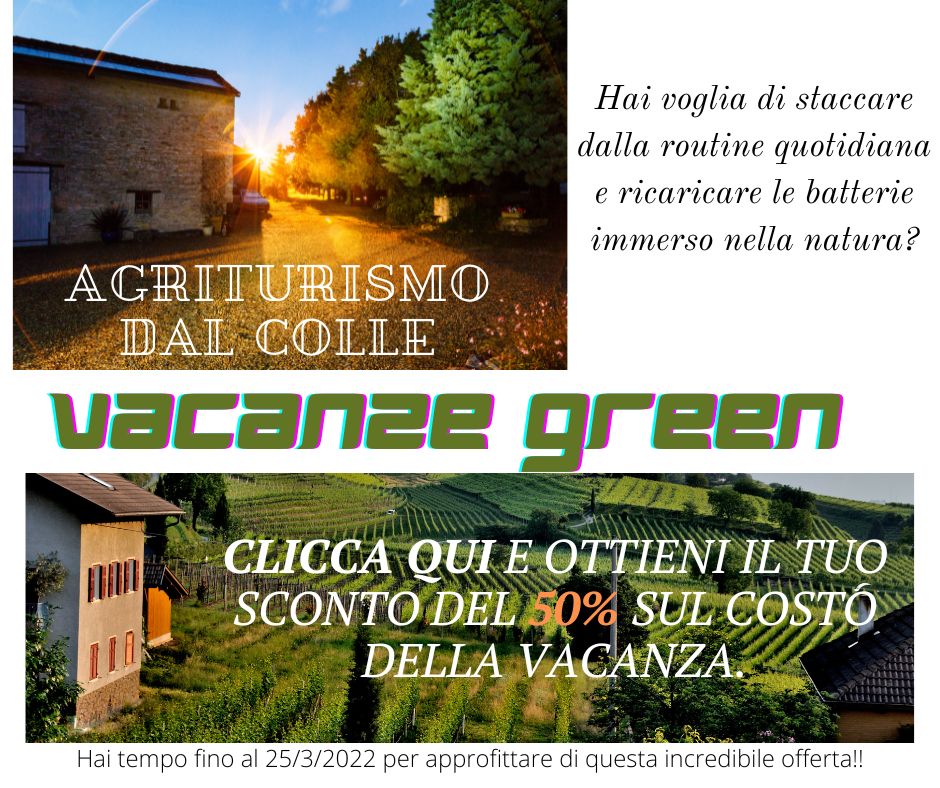 AGRITURISMO
DAL COLLE
Hai voglia di staccare
dalla routine quotidiana
e ricaricare le batterie
immerso nella natura?
vacanze green
CLICCA QUI E OTTIENI IL TUO
SCONTO DEL 50% SUL COSTÓ
DELLA VACANZA.
Hai tempo fino al 25/3/2022 per approfittare di questa incredibile offerta!!